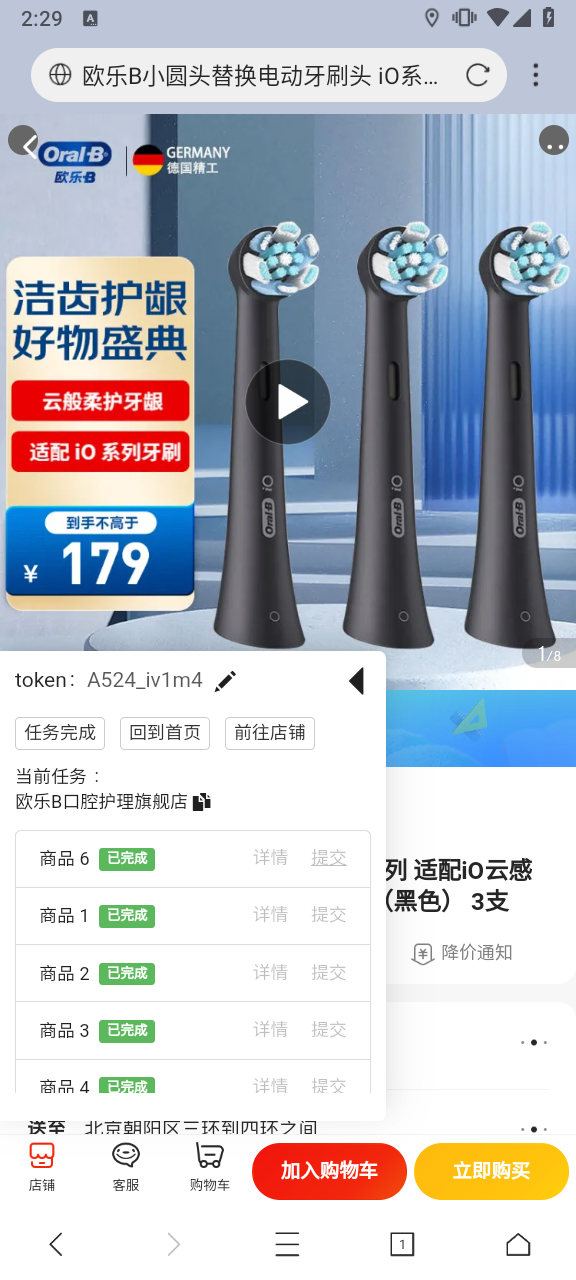 2:29
A
欧乐B小圆头替换电动牙刷头 iO系...
Oral-B
欧乐-B
GERMANY
德国精工
洁齿护龈
好物盛典
云般柔护牙龈
适配 iO 系列牙刷
到手不高于
¥ 179
Oral-B iO
Oral-B iO
Oral-B iO
1/8
token: A524_iv1m4
任务完成 回到首页 前往店铺
当前任务：
欧乐B口腔护理旗舰店
商品 6 已完成 详情 提交
列 适配iO云感
商品 1 已完成 详情 提交
（黑色） 3支
商品 2 已完成 详情 提交
降价通知
商品 3 已完成 详情 提交
商品 4 已完成 详情 提交
送至 北京朝阳区三环到四环之间
店铺 客服 购物车 加入购物车 立即购买
1